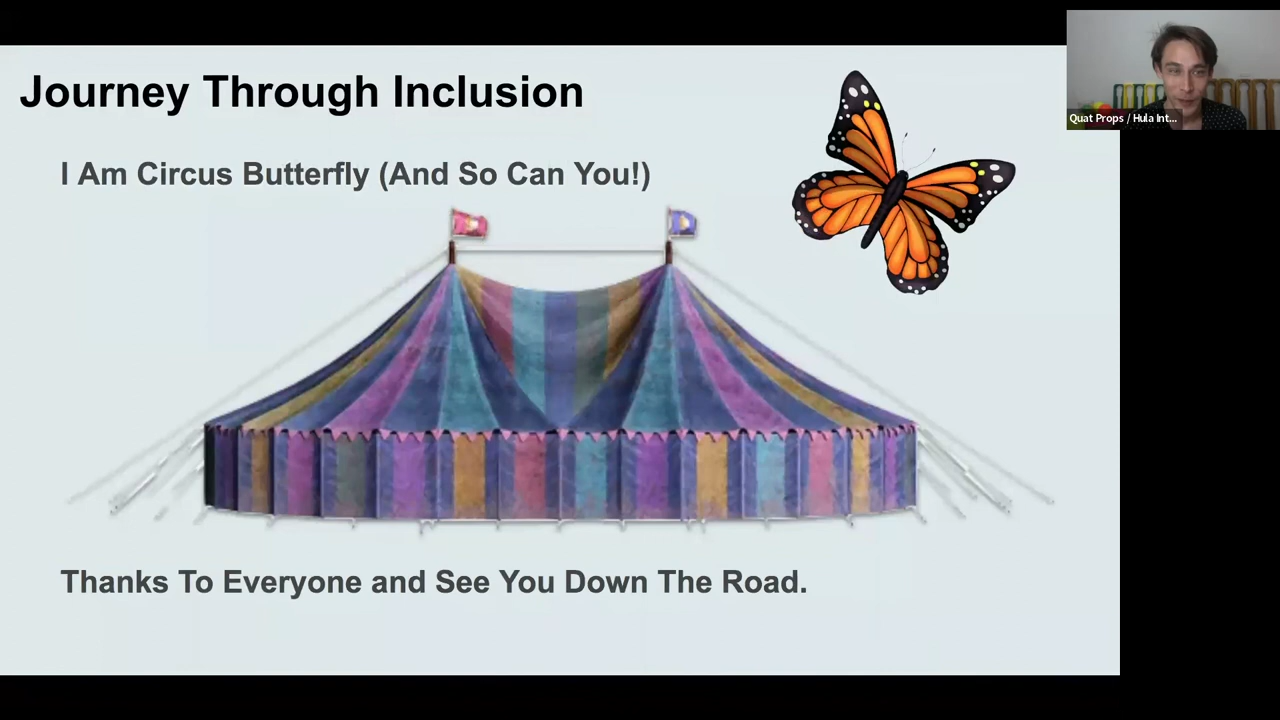 Journey Through Inclusion
Quat Props / Hula Int...
I Am Circus Butterfly (And So Can You!)
Thanks To Everyone and See You Down The Road.